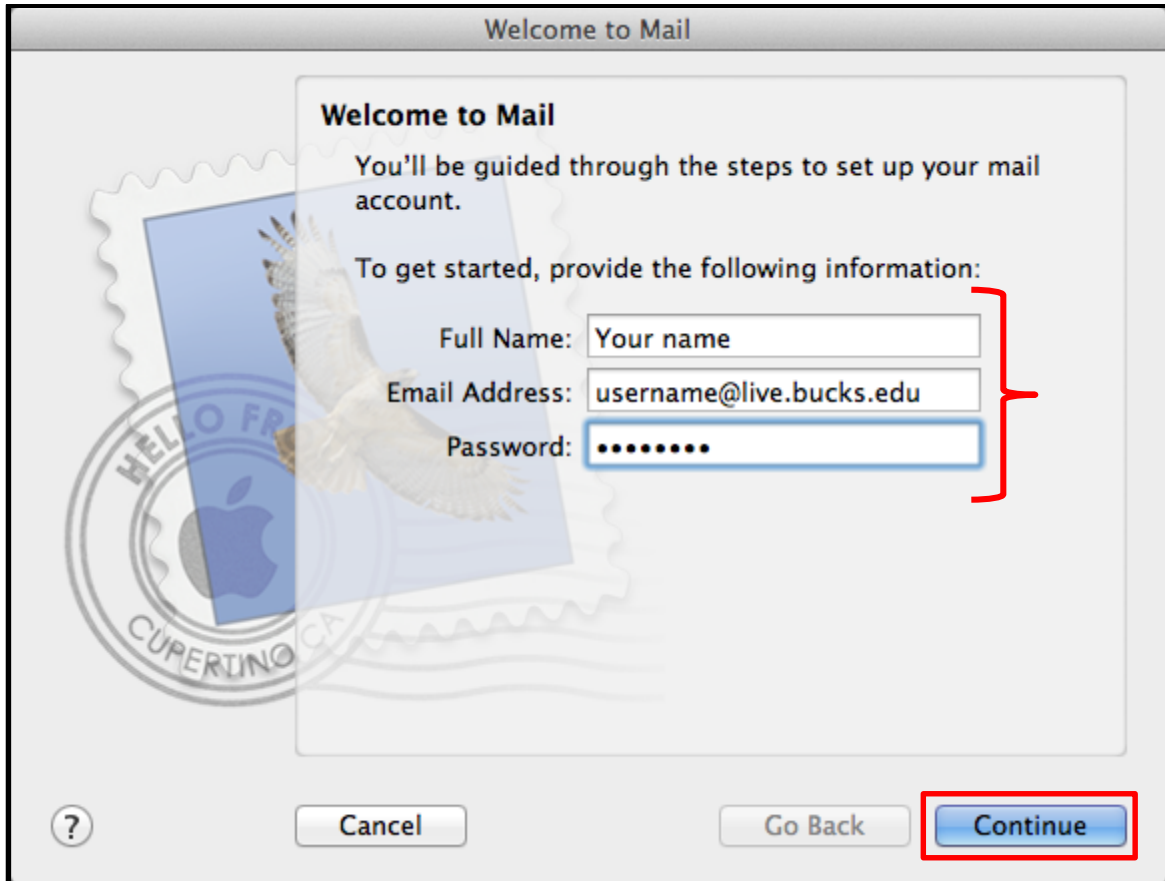 Welcome to Mail
Welcome to Mail
You'll be guided through the steps to set up your mail
account.
To get started, provide the following information:
Full Name: Your name
Email Address: username@live.bucks.edu
Password: ••••••••
HELLO FR
CUPERTINO CA
? Cancel Go Back Continue